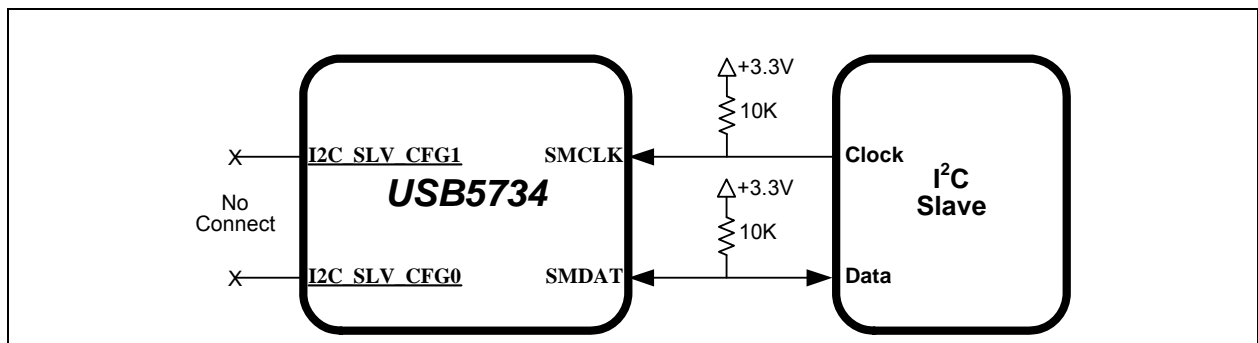 +3.3V
10K
X I2C_SLV_CFG1 SMCLK Clock
USB5734
I²C
Slave
No
Connect
+3.3V
10K
X I2C_SLV_CFG0 SMDAT Data